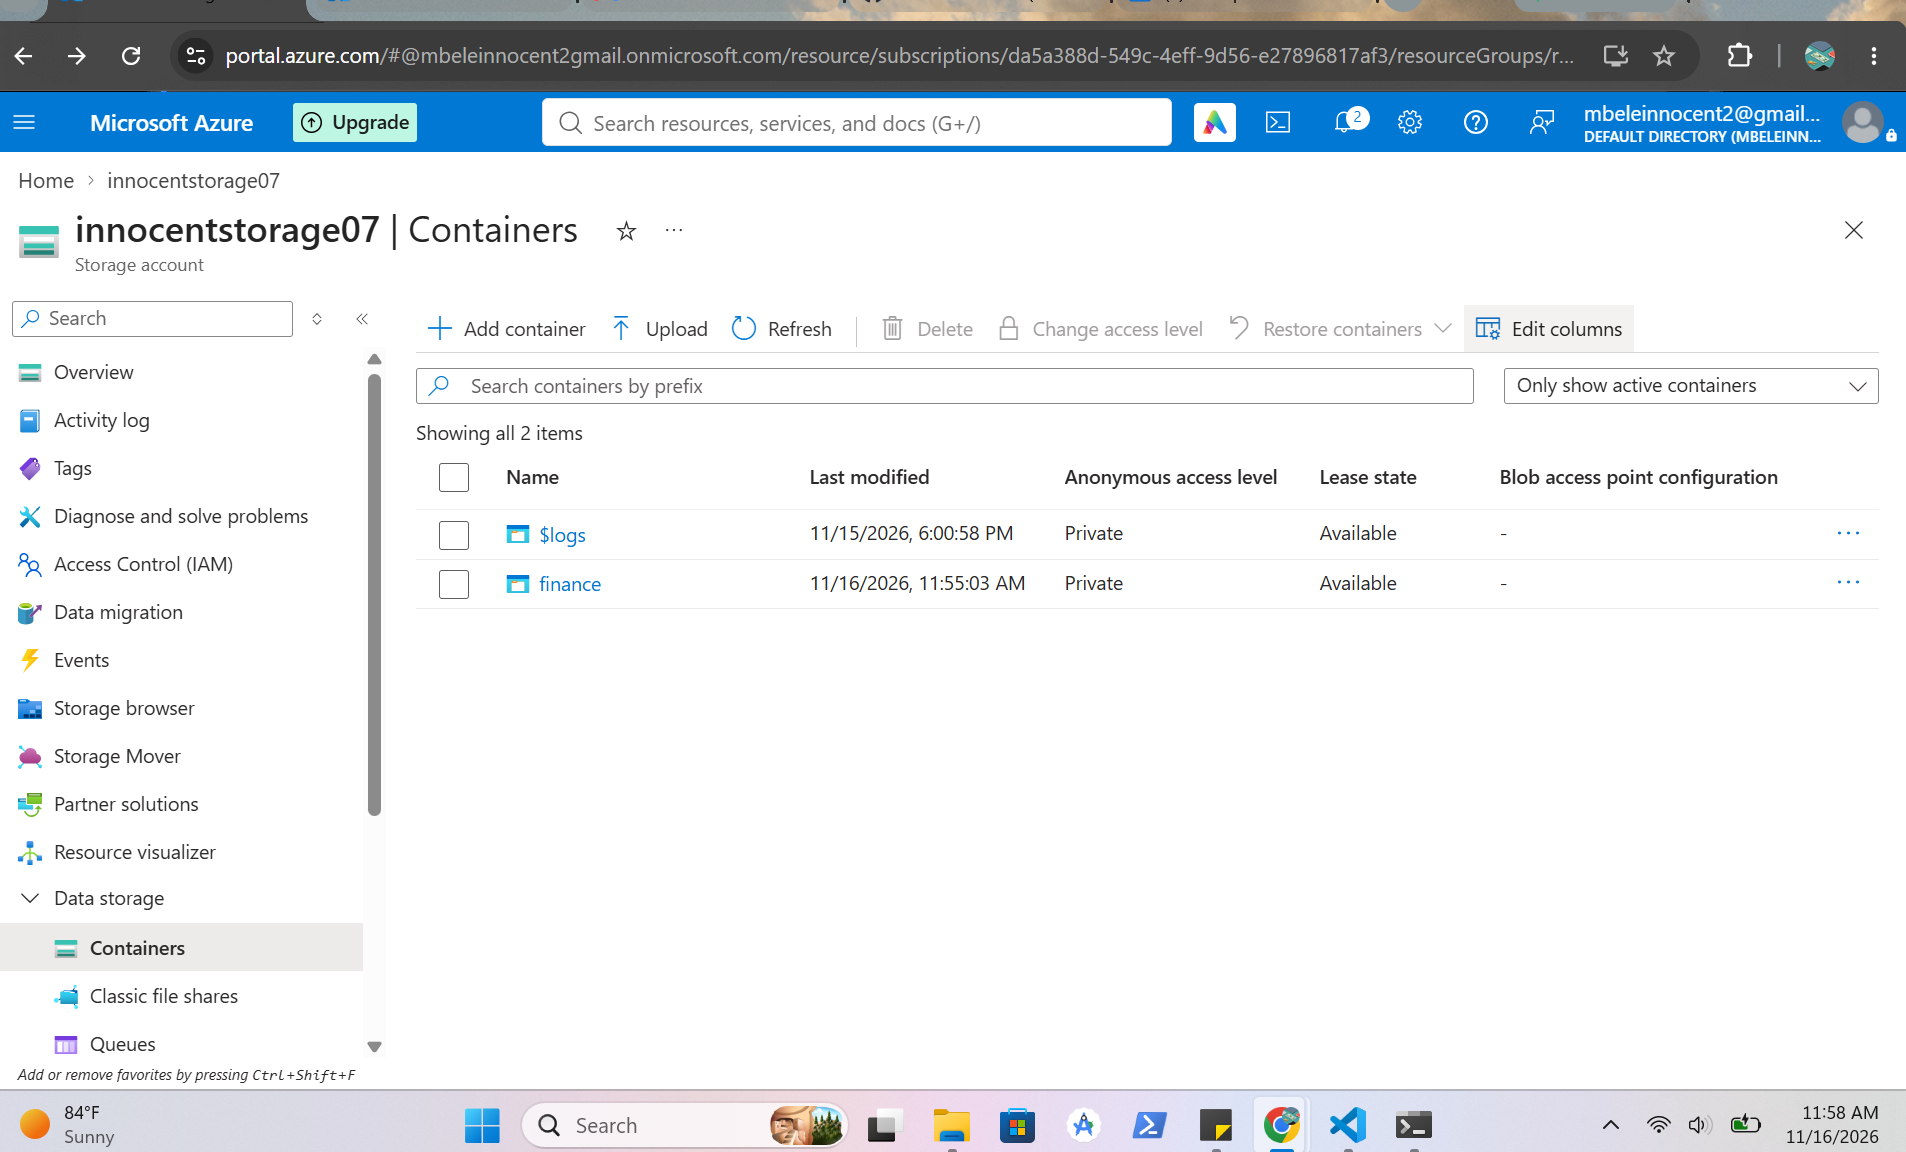 portal.azure.com/#@mbeleinnocent2gmail.onmicrosoft.com/resource/subscriptions/da5a388d-549c-4eff-9d56-e27896817af3/resourceGroups/r...
Microsoft Azure
Upgrade
Search resources, services, and docs (G+/)
2
mbeleinnocent2@gmail...
DEFAULT DIRECTORY (MBELEINN...
Home > innocentstorage07
innocentstorage07 | Containers
Storage account
Search
Overview
Activity log
Tags
Diagnose and solve problems
Access Control (IAM)
Data migration
Events
Storage browser
Storage Mover
Partner solutions
Resource visualizer
Data storage
Containers
Classic file shares
Queues
Add or remove favorites by pressing Ctrl+Shift+F
Add container Upload Refresh Delete Change access level Restore containers Edit columns
Search containers by prefix
Only show active containers
Showing all 2 items
Name Last modified Anonymous access level Lease state Blob access point configuration
$logs 11/15/2026, 6:00:58 PM Private Available -
finance 11/16/2026, 11:55:03 AM Private Available -
84°F
Sunny
Search
11:58 AM
11/16/2026